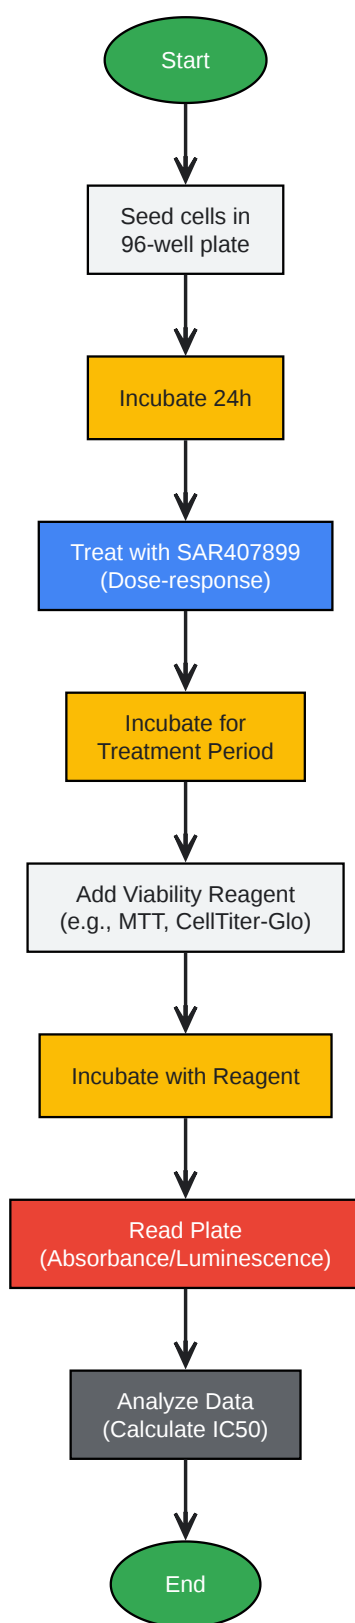 Start
Seed cells in
96-well plate
Incubate 24h
Treat with SAR407899
(Dose-response)
Incubate for
Treatment Period
Add Viability Reagent
(e.g., MTT, CellTiter-Glo)
Incubate with Reagent
Read Plate
(Absorbance/Luminescence)
Analyze Data
(Calculate IC50)
End